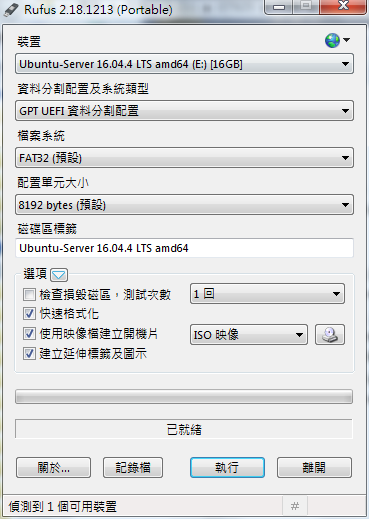 Rufus 2.18.1213 (Portable)
裝置
Ubuntu-Server 16.04.4 LTS amd64 (E:) [16GB]
資料分割配置及系統類型
GPT UEFI 資料分割配置
檔案系統
FAT32 (預設)
配置單元大小
8192 bytes (預設)
磁碟區標籤
Ubuntu-Server 16.04.4 LTS amd64
選項
檢查損毀磁區，測試次數 1 回
快速格式化
使用映像檔建立開機片 ISO 映像
建立延伸標籤及圖示
已就緒
關於... 記錄檔 執行 離開
偵測到 1 個可用裝置 #